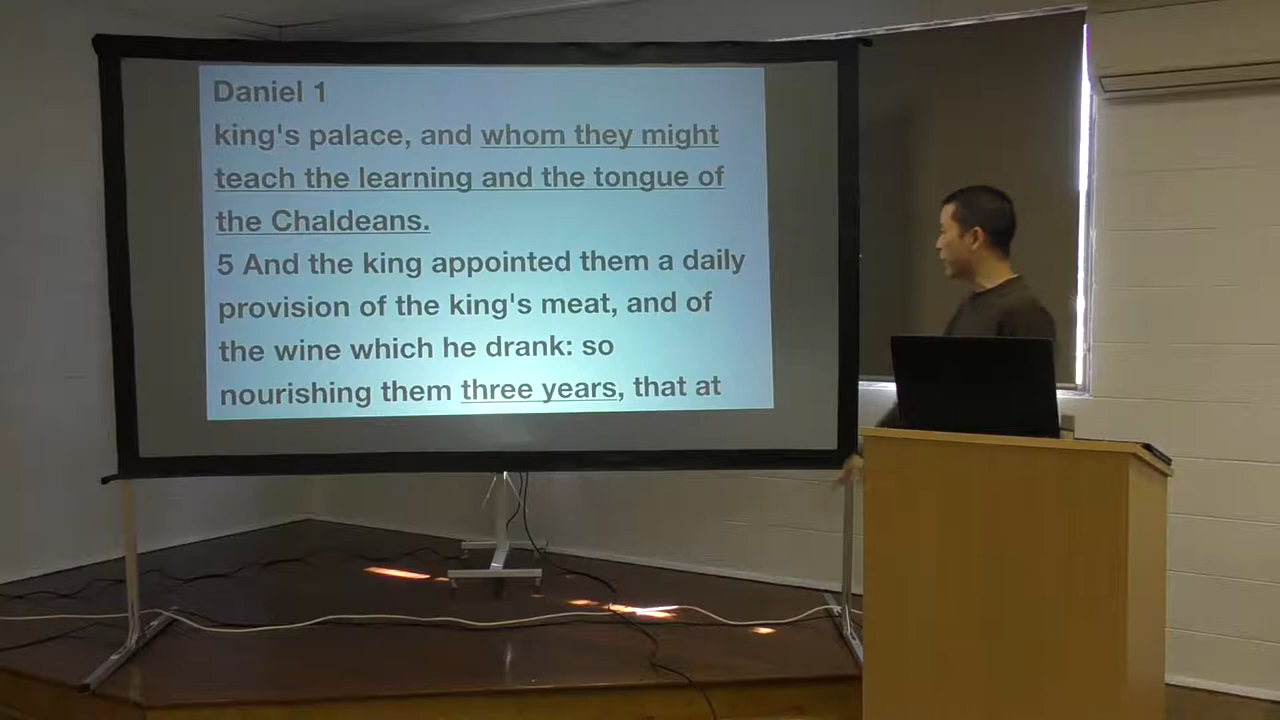 Daniel 1
king's palace, and whom they might
teach the learning and the tongue of
the Chaldeans.
5 And the king appointed them a daily
provision of the king's meat, and of
the wine which he drank: so
nourishing them three years, that at